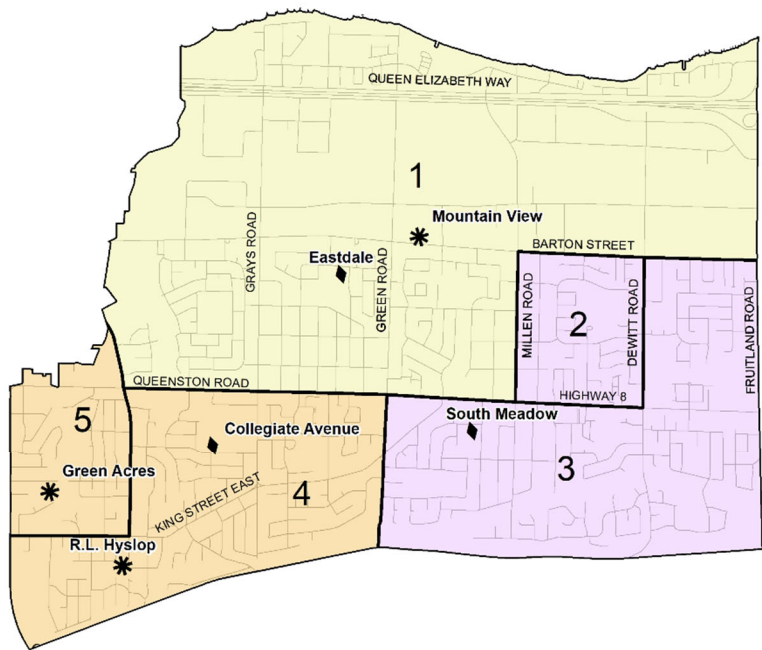 QUEEN ELIZABETH WAY
1
Mountain View
GRAYS ROAD
Eastdale
GREEN ROAD
BARTON STREET
MILLEN ROAD
2
DEWITT ROAD
FRUITLAND ROAD
QUEENSTON ROAD
HIGHWAY 8
5
Collegiate Avenue
South Meadow
Green Acres
KING STREET EAST
4
3
R.L. Hyslop